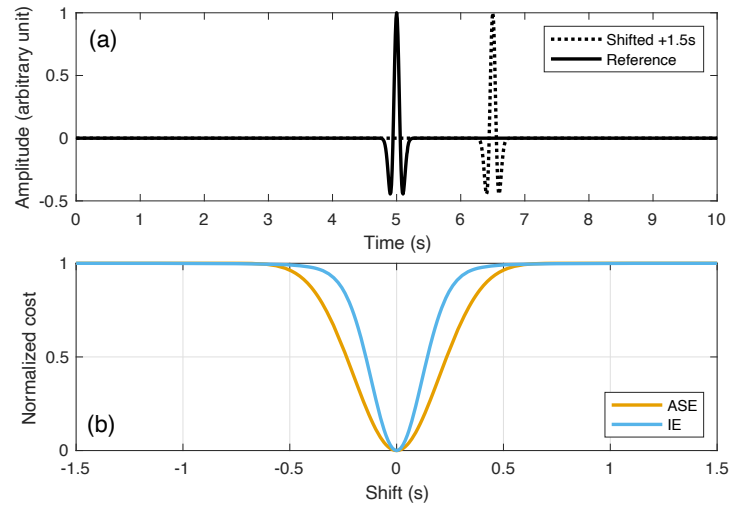 (a)
Shifted +1.5s
Reference
Amplitude (arbitrary unit)
1
0.5
0
-0.5
0 1 2 3 4 5 6 7 8 9 10
Time (s)
(b)
ASE
IE
Normalized cost
1
0.5
0
-1.5 -1 -0.5 0 0.5 1 1.5
Shift (s)